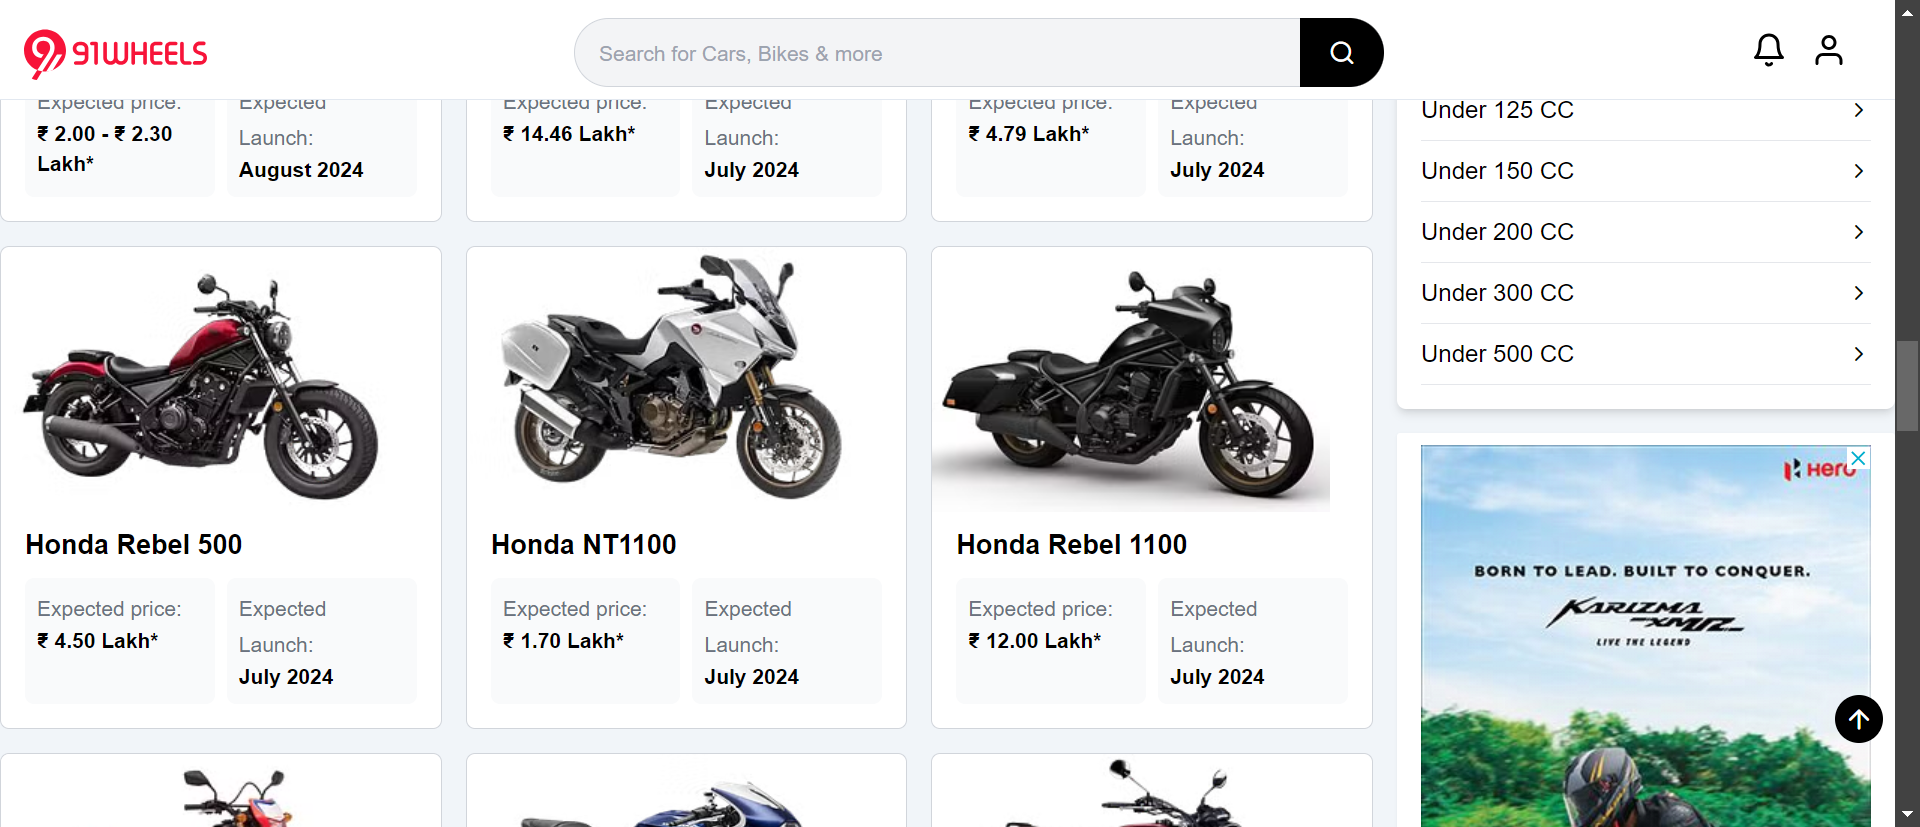 91WHEELS
Search for Cars, Bikes & more
Expected price:
₹ 2.00 - ₹ 2.30
Lakh*
Expected
Launch:
August 2024
Expected price:
₹ 14.46 Lakh*
Expected
Launch:
July 2024
Expected price:
₹ 4.79 Lakh*
Expected
Launch:
July 2024
Under 125 CC
Under 150 CC
Under 200 CC
Under 300 CC
Under 500 CC
Honda Rebel 500
Expected price:
₹ 4.50 Lakh*
Expected
Launch:
July 2024
Honda NT1100
Expected price:
₹ 1.70 Lakh*
Expected
Launch:
July 2024
Honda Rebel 1100
Expected price:
₹ 12.00 Lakh*
Expected
Launch:
July 2024
Hero
BORN TO LEAD. BUILT TO CONQUER.
KARIZMA
XMR
LIVE THE LEGEND